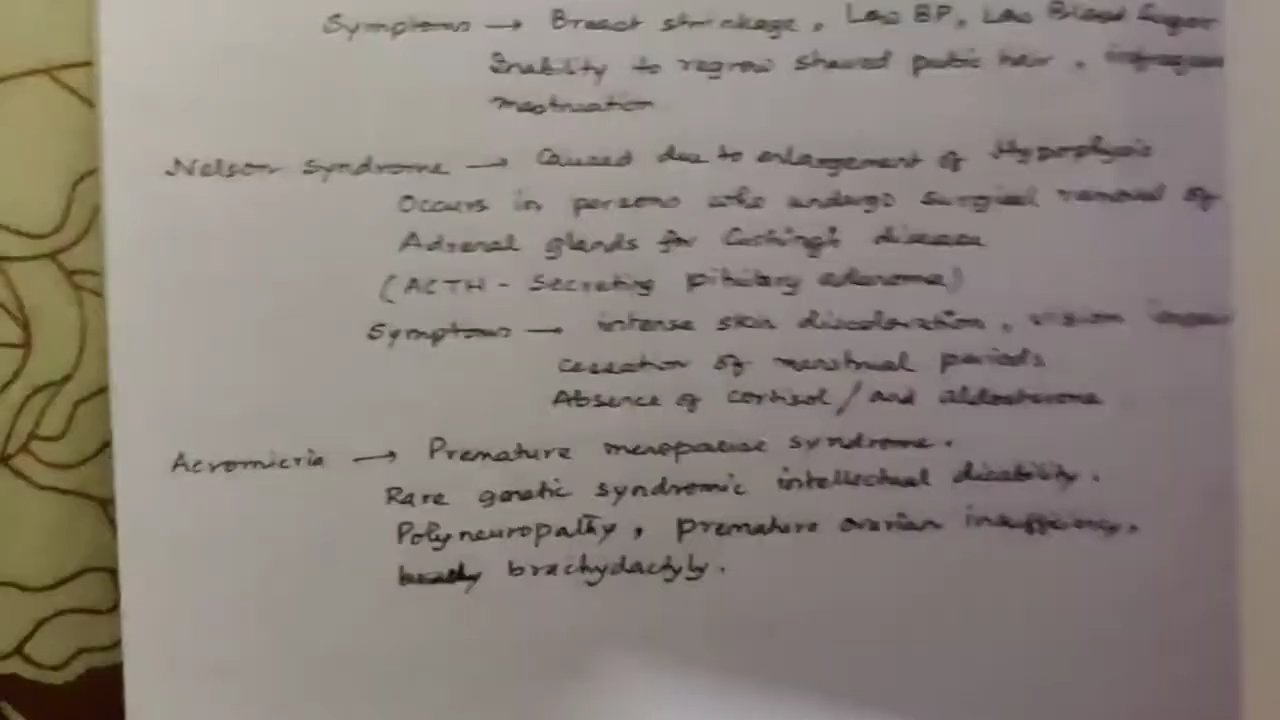 Symptoms → Breast shrinkage, Low BP, Low Blood Sugar
Inability to regrow shaved pubic hair,
mestruation
Nelson Syndrome → Caused due to enlargement of Hypophysis
Occurs in persons who undergo surgical removal of
Adrenal glands for Cushing's disease
(ACTH - Secreting pituitary adenoma)
Symptoms → intense skin discoloration, vision
cessation of menstrual periods
Absence of cortisol / and aldosterone
Acromicria → Premature menopause syndrome.
Rare genetic syndromic intellectual disability.
Polyneuropathy, premature ovarian insufficiency,
brachydactyly.